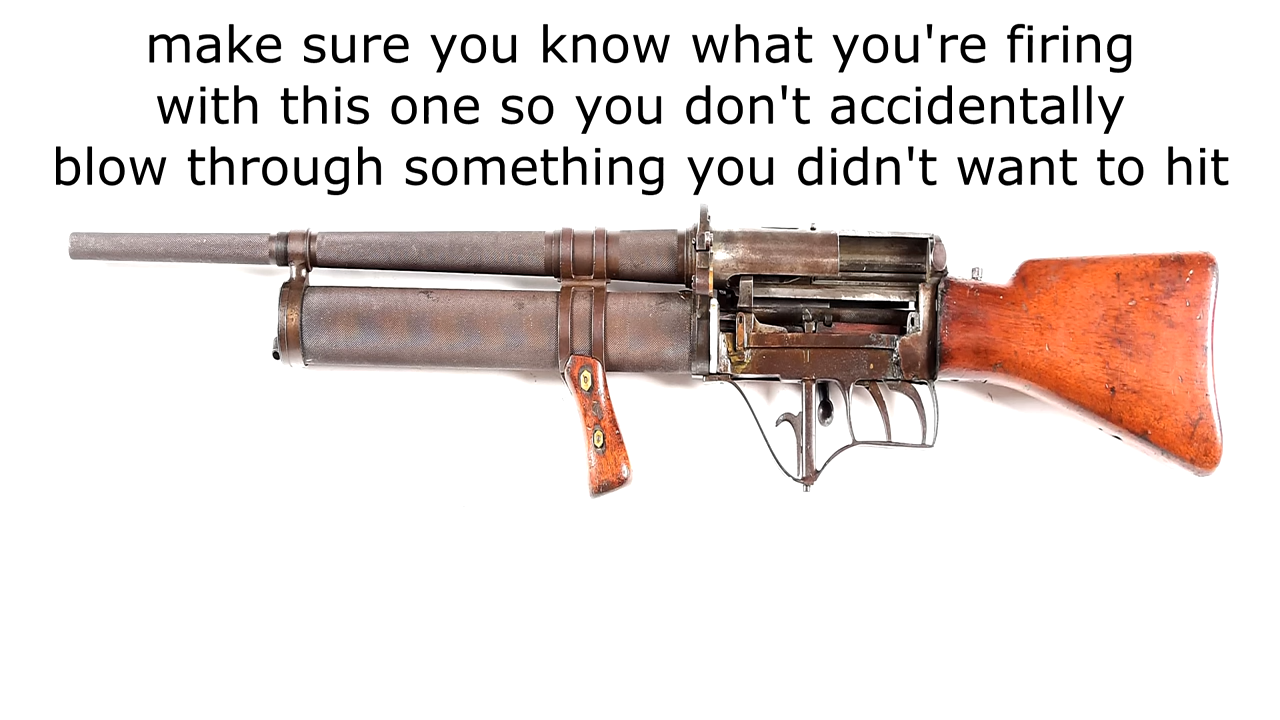 make sure you know what you're firing
with this one so you don't accidentally
blow through something you didn't want to hit